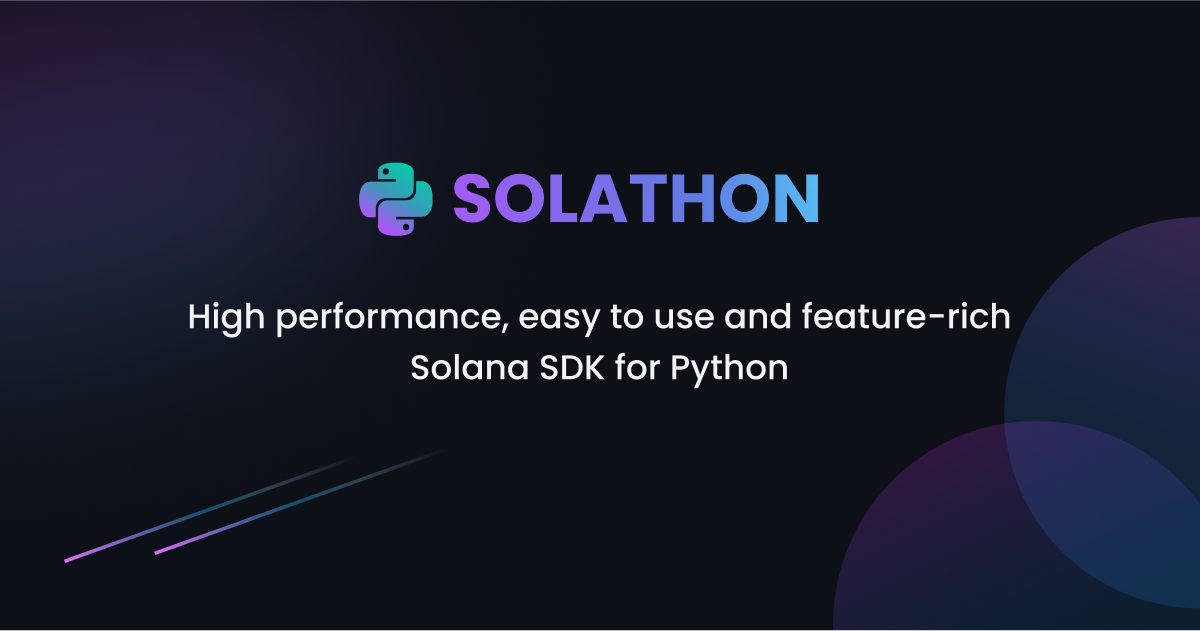 SOLATHON
High performance, easy to use and feature-rich
Solana SDK for Python